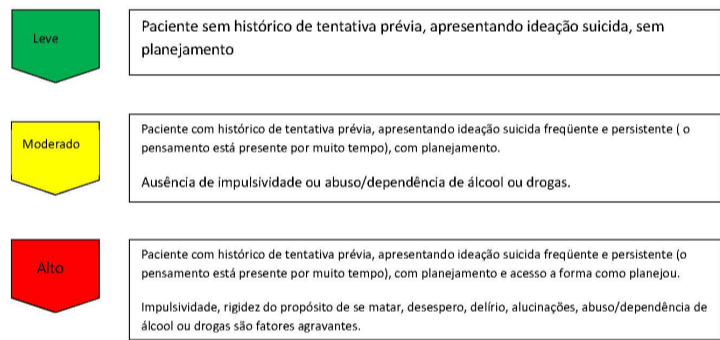 Leve
Paciente sem histórico de tentativa prévia, apresentando ideação suicida, sem
planejamento
Moderado
Paciente com histórico de tentativa prévia, apresentando ideação suicida freqüente e persistente ( o
pensamento está presente por muito tempo), com planejamento.
Ausência de impulsividade ou abuso/dependência de álcool ou drogas.
Alto
Paciente com histórico de tentativa prévia, apresentando ideação suicida freqüente e persistente (o
pensamento está presente por muito tempo), com planejamento e acesso a forma como planejou.
Impulsividade, rigidez do propósito de se matar, desespero, delírio, alucinações, abuso/dependência de
álcool ou drogas são fatores agravantes.